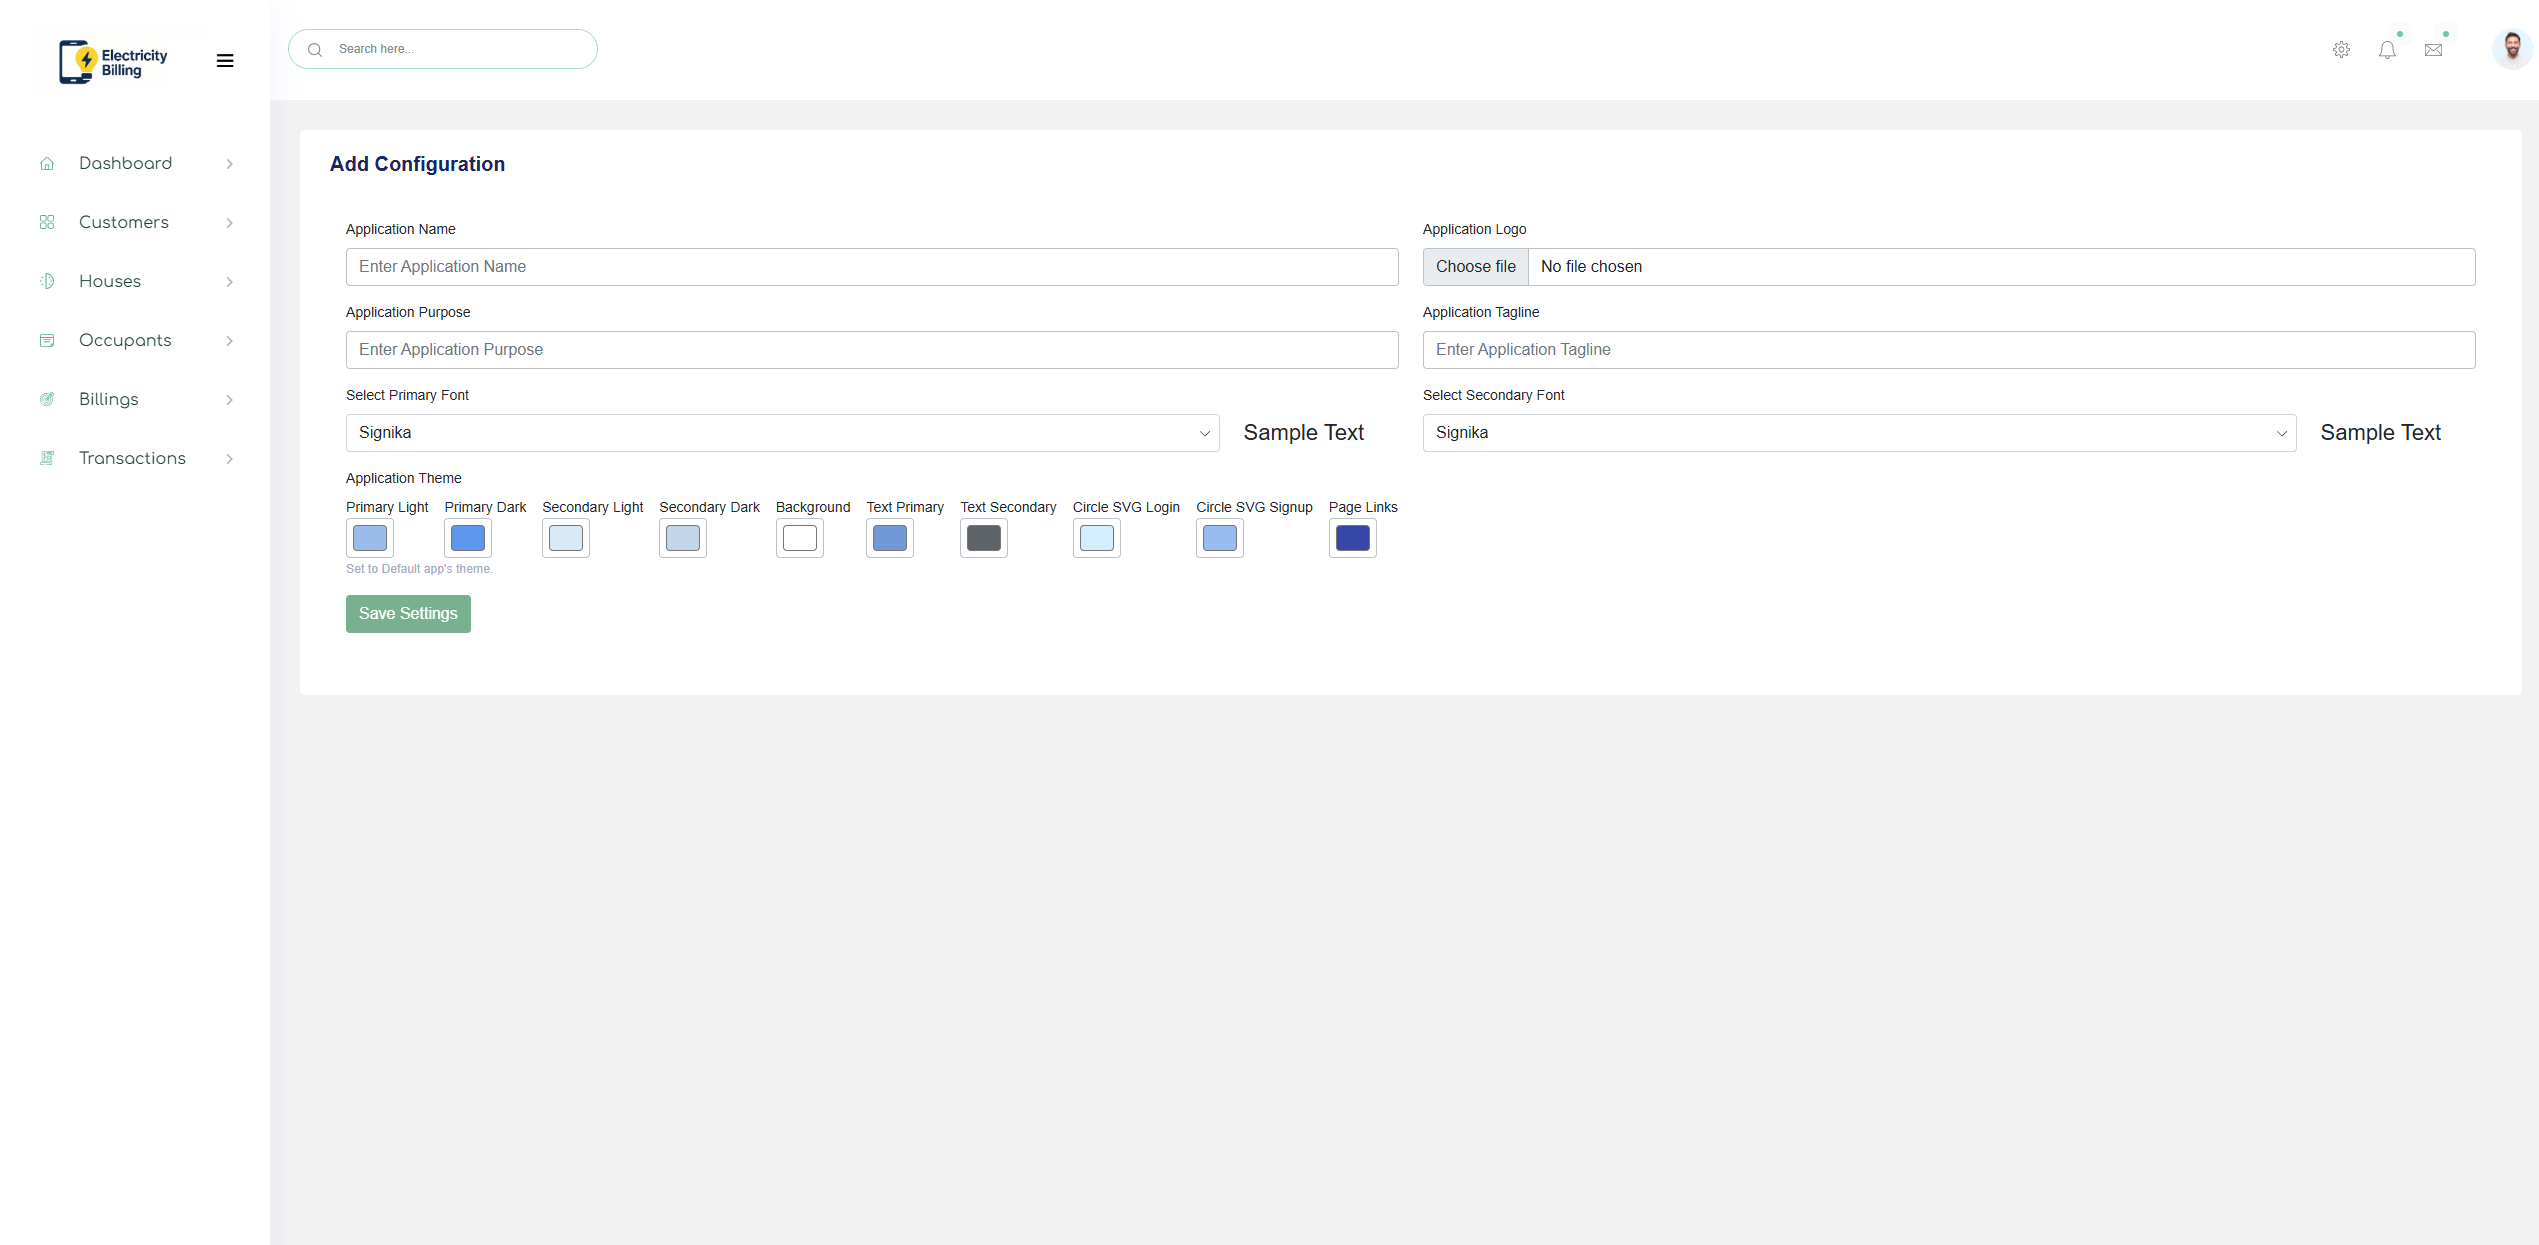 Electricity
Billing
Search here...
Dashboard
Customers
Houses
Occupants
Billings
Transactions
Add Configuration
Application Name
Application Logo
Enter Application Name
Choose file
No file chosen
Application Purpose
Application Tagline
Enter Application Purpose
Enter Application Tagline
Select Primary Font
Select Secondary Font
Signika
Sample Text
Signika
Sample Text
Application Theme
Primary Light
Primary Dark
Secondary Light
Secondary Dark
Background
Text Primary
Text Secondary
Circle SVG Login
Circle SVG Signup
Page Links
Set to Default app's theme.
Save Settings